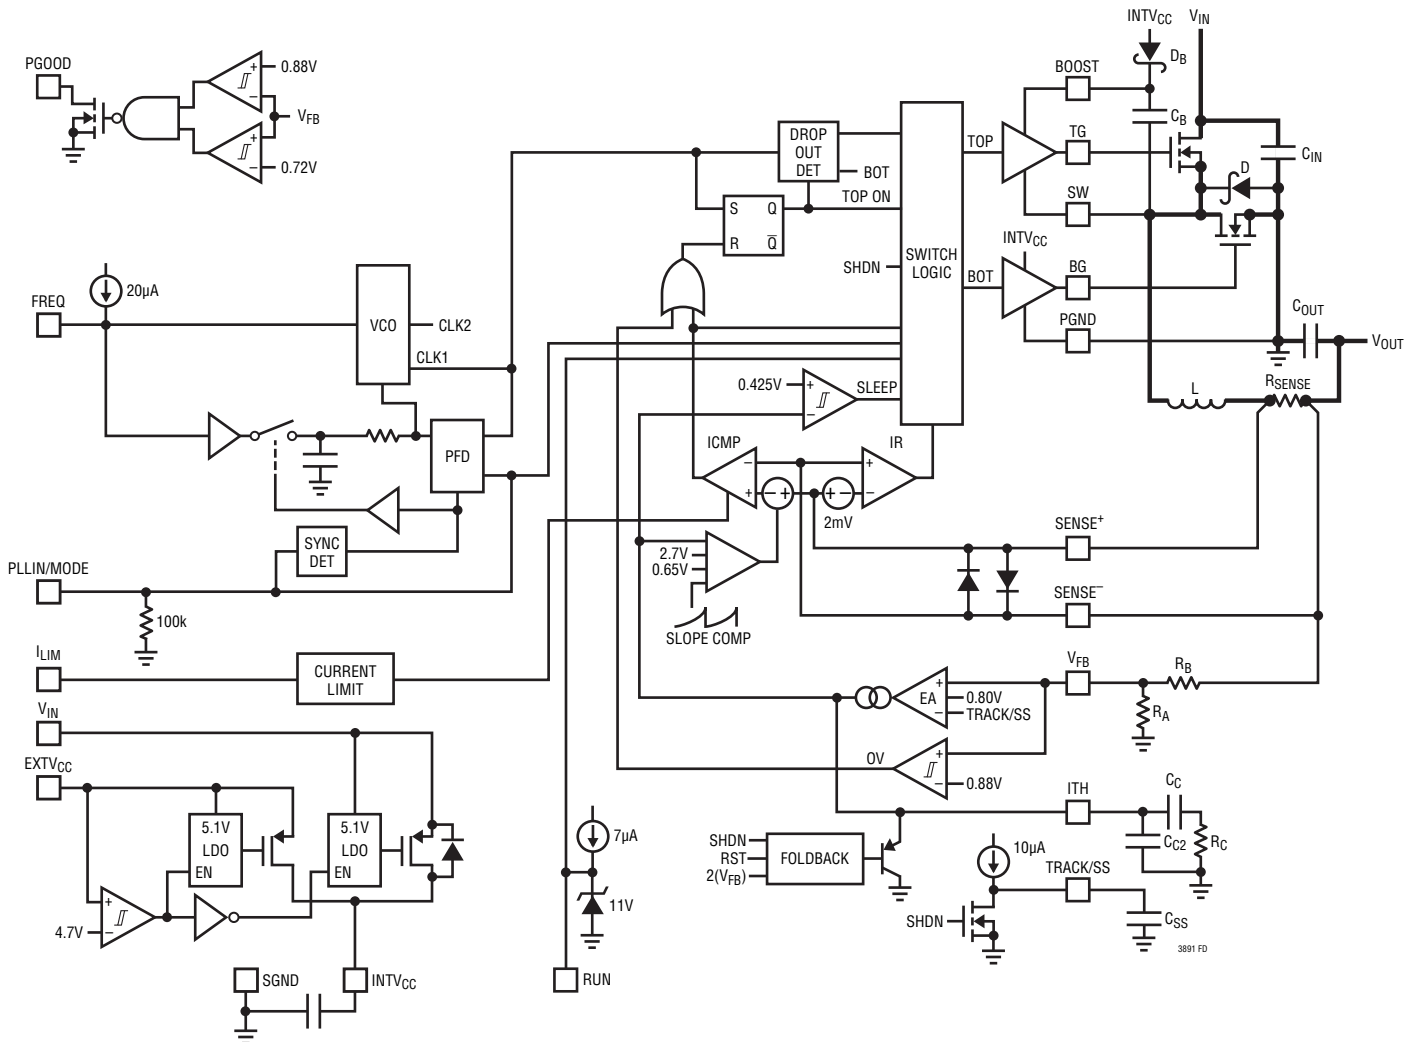 INTVCC
VIN
DB
PGOOD
0.88V
VFB
0.72V
+
−
+
−
BOOST
CB
TG
CIN
D
SW
DROP
OUT
DET
BOT
TOP ON
S Q
R Q̅
TOP
SWITCH
LOGIC
SHDN
INTVCC
BOT
BG
PGND
COUT
VOUT
20µA
FREQ
VCO
CLK2
CLK1
0.425V
+
−
SLEEP
L
RSENSE
PFD
ICMP
IR
−
+
− +
+ −
+
−
2mV
SYNC
DET
2.7V
0.65V
SLOPE COMP
SENSE+
SENSE−
PLLIN/MODE
100k
ILIM
CURRENT
LIMIT
VFB
RB
RA
+
EA
−
0.80V
TRACK/SS
VIN
EXTVCC
OV
+
−
0.88V
5.1V
LDO
EN
5.1V
LDO
EN
+
−
4.7V
7µA
11V
SHDN
RST
2(VFB)
FOLDBACK
ITH
CC
CC2
RC
10µA
TRACK/SS
SHDN
CSS
3891 FD
SGND
INTVCC
RUN